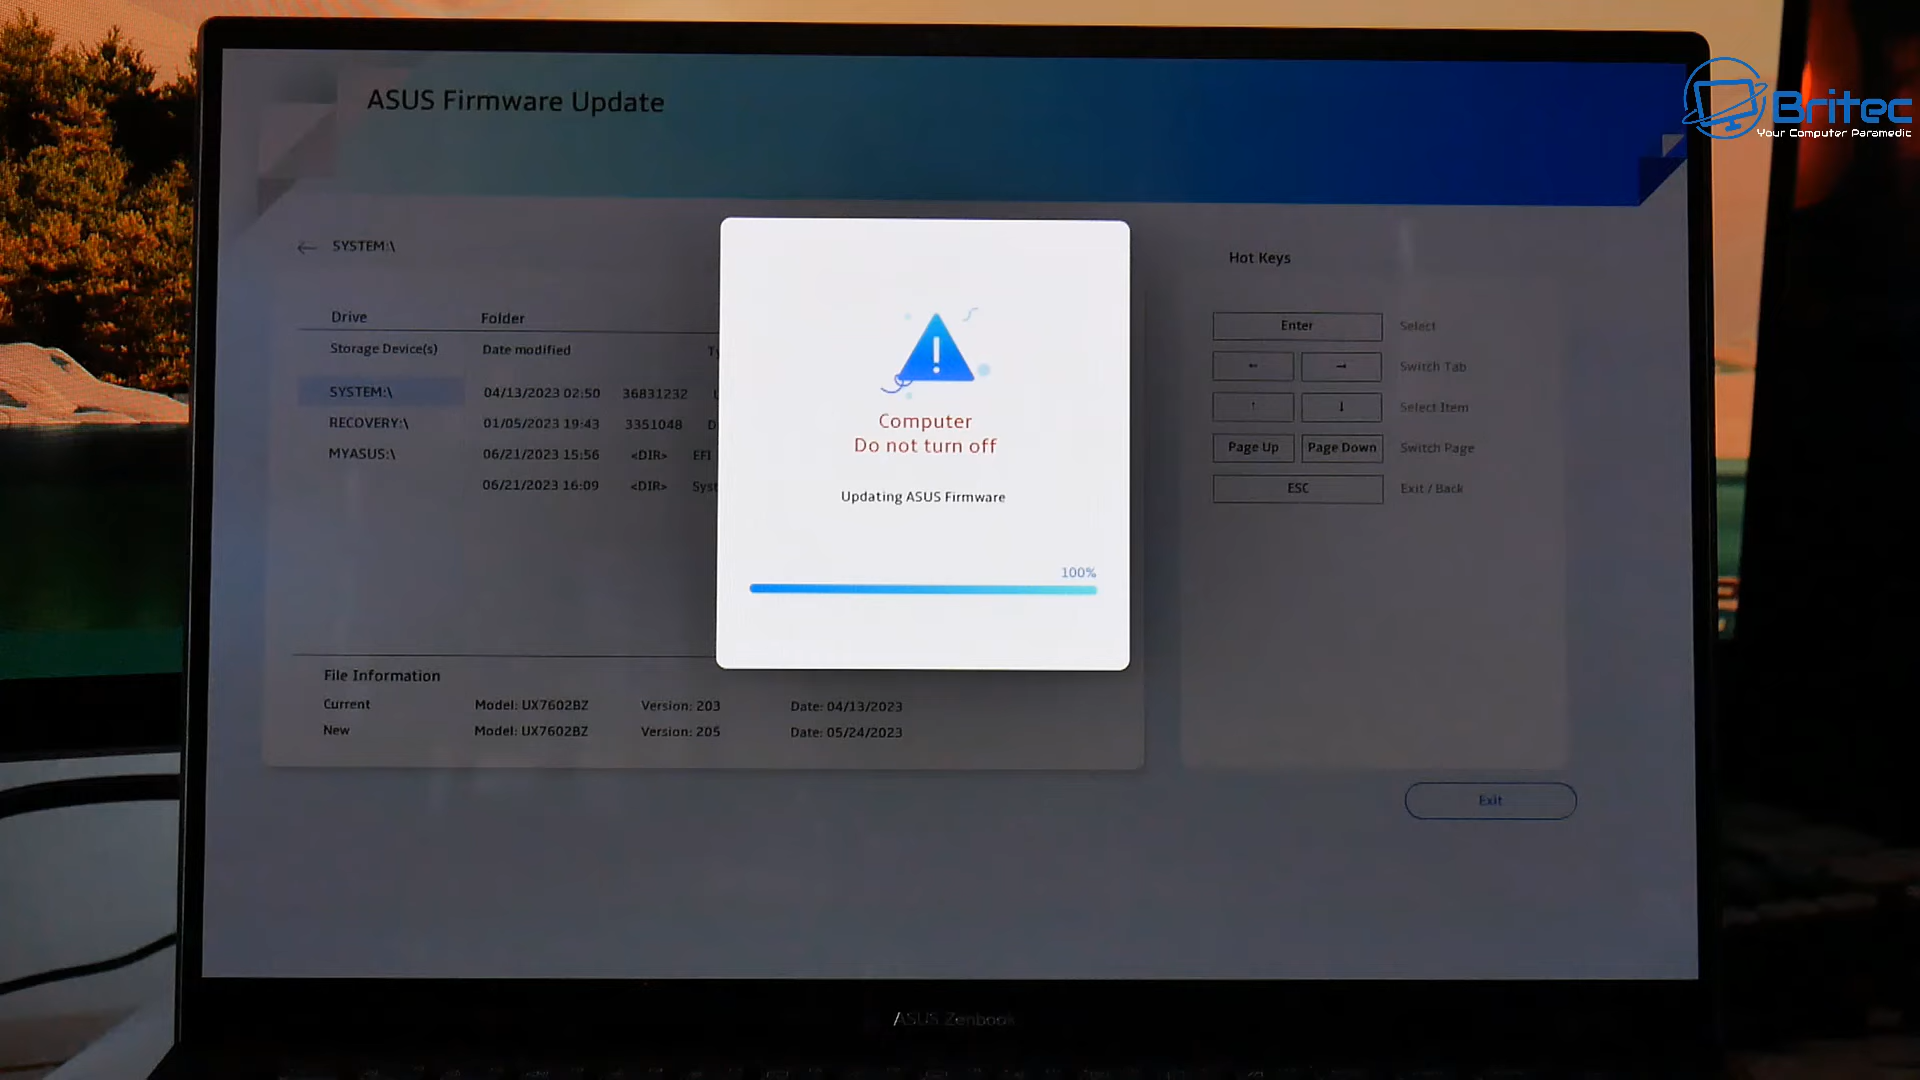 ASUS Firmware Update
Britec
Your Computer Paramedic
← SYSTEM:\
Drive Folder
Storage Device(s) Date modified
SYSTEM:\ 04/13/2023 02:50 36831232
RECOVERY:\ 01/05/2023 19:43 3351048
MYASUS:\ 06/21/2023 15:56 <DIR> EFI
06/21/2023 16:09 <DIR>
File Information
Current Model: UX7602BZ Version: 203 Date: 04/13/2023
New Model: UX7602BZ Version: 205 Date: 05/24/2023
Computer
Do not turn off
Updating ASUS Firmware
100%
Hot Keys
Enter Select
← → Switch Tab
↑ ↓ Select Item
Page Up Page Down Switch Page
ESC Exit / Back
Exit
ASUS Zenbook